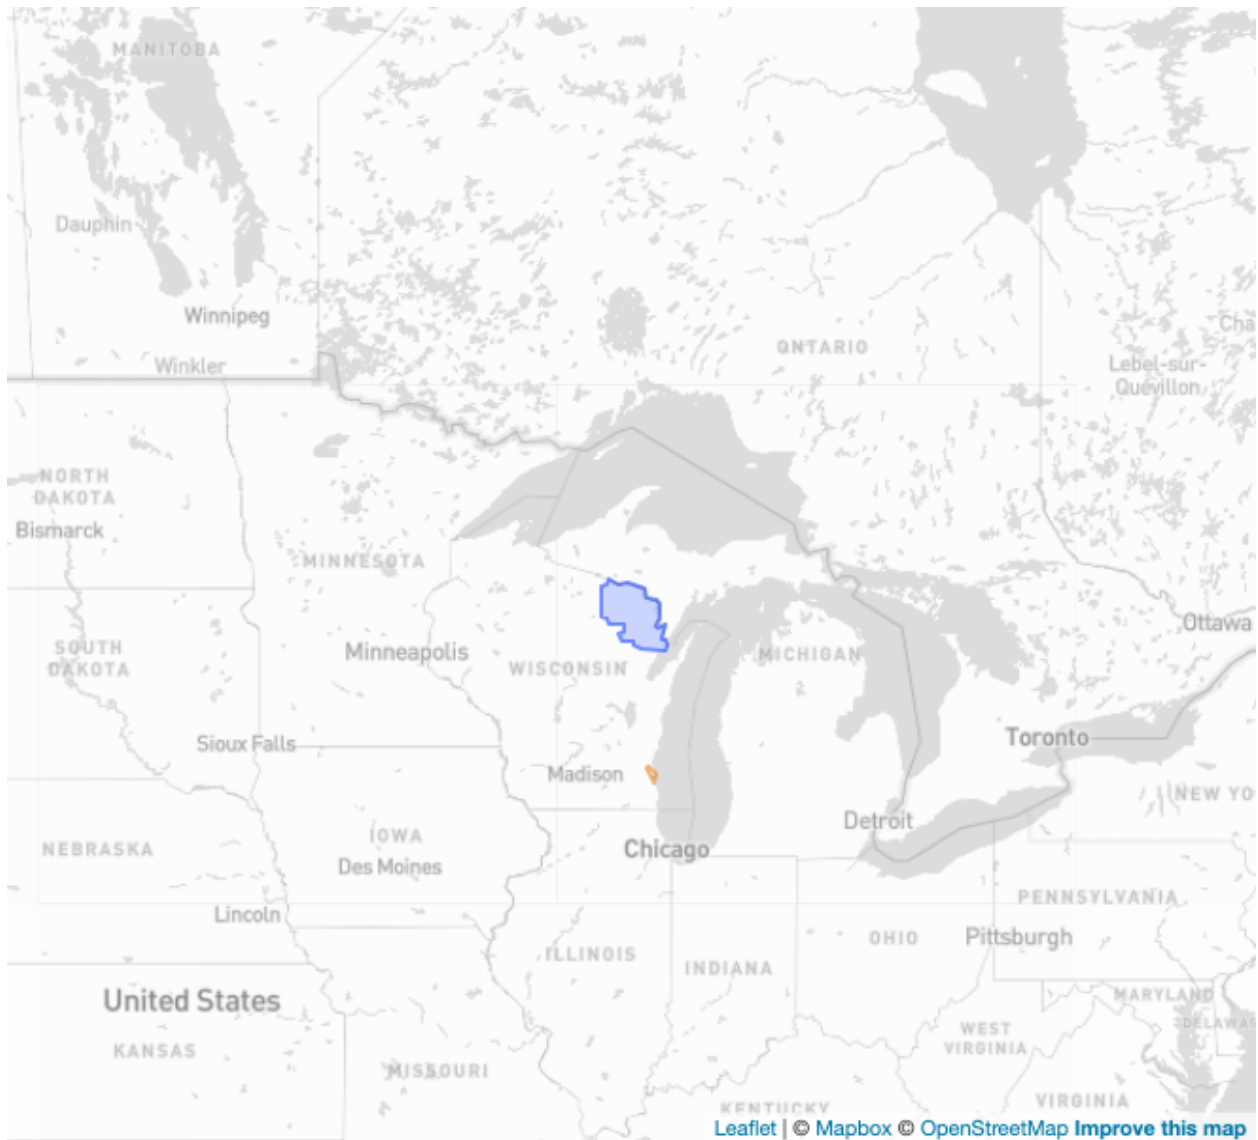 MANITOBA
Dauphin
Winnipeg
Winkler
ONTARIO
Cha
Lebel-sur-
Quévillon
NORTH
DAKOTA
Bismarck
MINNESOTA
SOUTH
DAKOTA
Minneapolis
WISCONSIN
MICHIGAN
Ottawa
Sioux Falls
Toronto
Madison
NEW YO
Detroit
NEBRASKA
IOWA
Des Moines
Chicago
PENNSYLVANIA
Lincoln
ILLINOIS
OHIO
Pittsburgh
INDIANA
United States
MARYLAND
DELAWAR
KANSAS
WEST
VIRGINIA
MISSOURI
KENTUCKY
VIRGINIA
Leaflet | © Mapbox © OpenStreetMap Improve this map